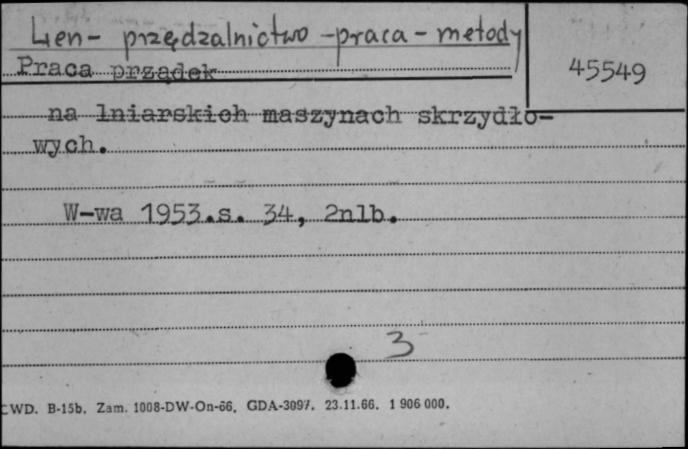 Len - przędzalnictwo - praca - metody
Praca prządek
45549
na lniarskich maszynach skrzydło-
wych.
W-wa 1953.s. 34, 2nlb.
3
CWD. B-15b. Zam. 1008-DW-On-66. GDA-3097. 23.11.66. 1 906 000.